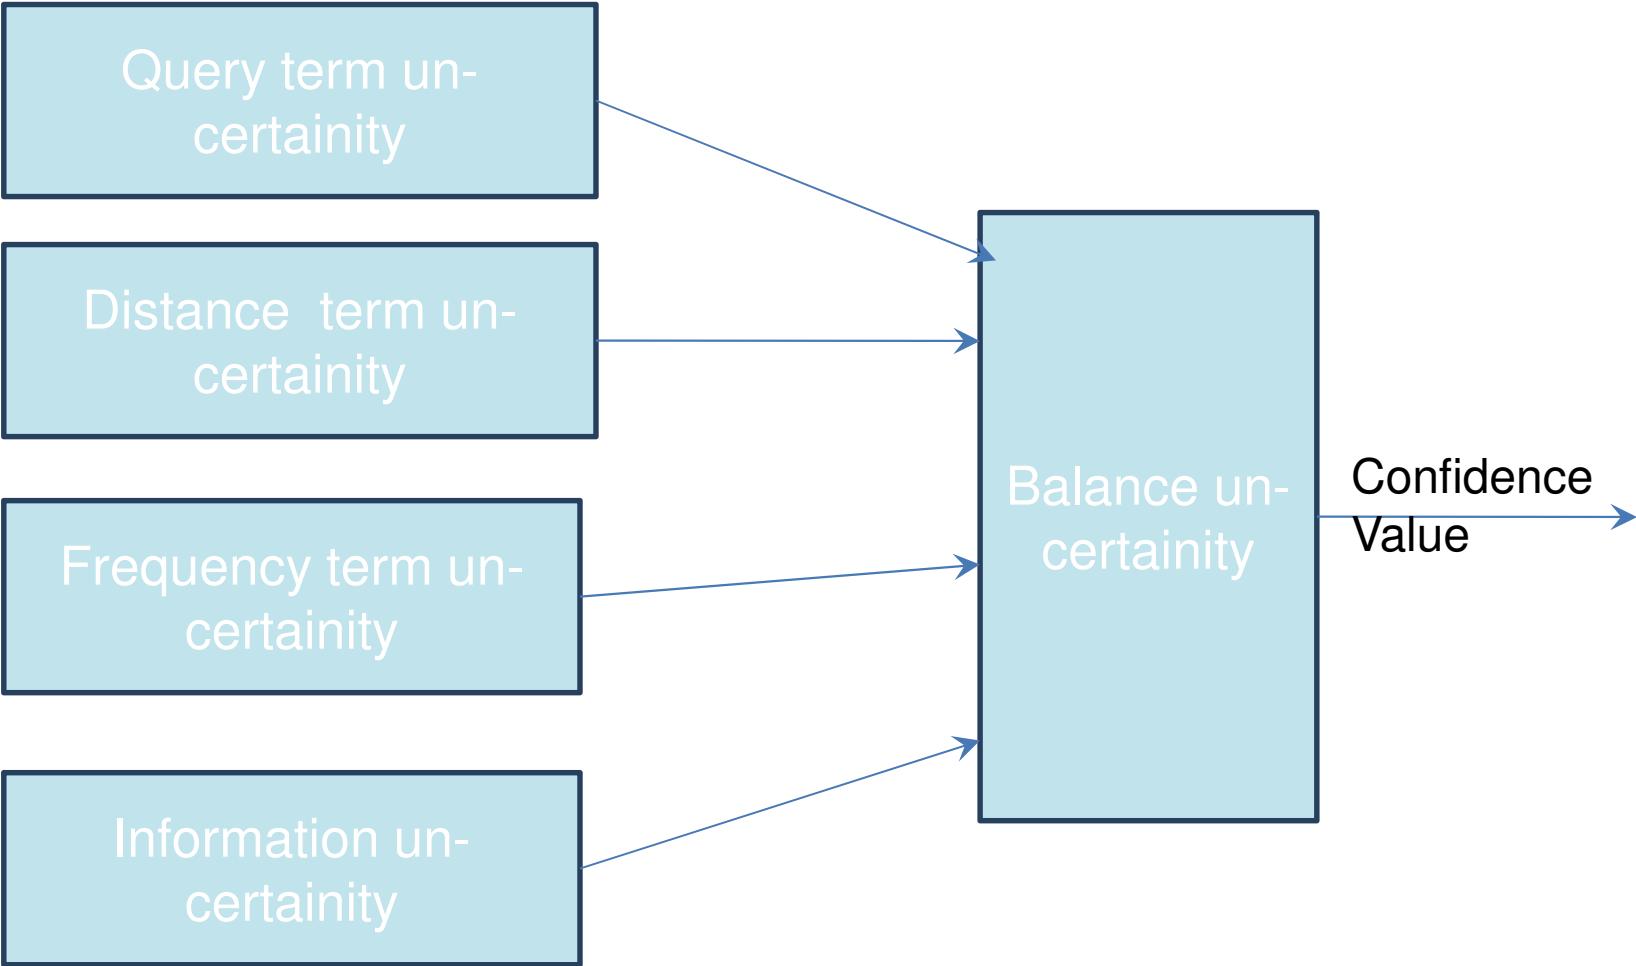 Query term un-
certainity
Distance  term un-
certainity
Frequency term un-
certainity
Information un-
certainity
Balance un-
certainity
Confidence
Value